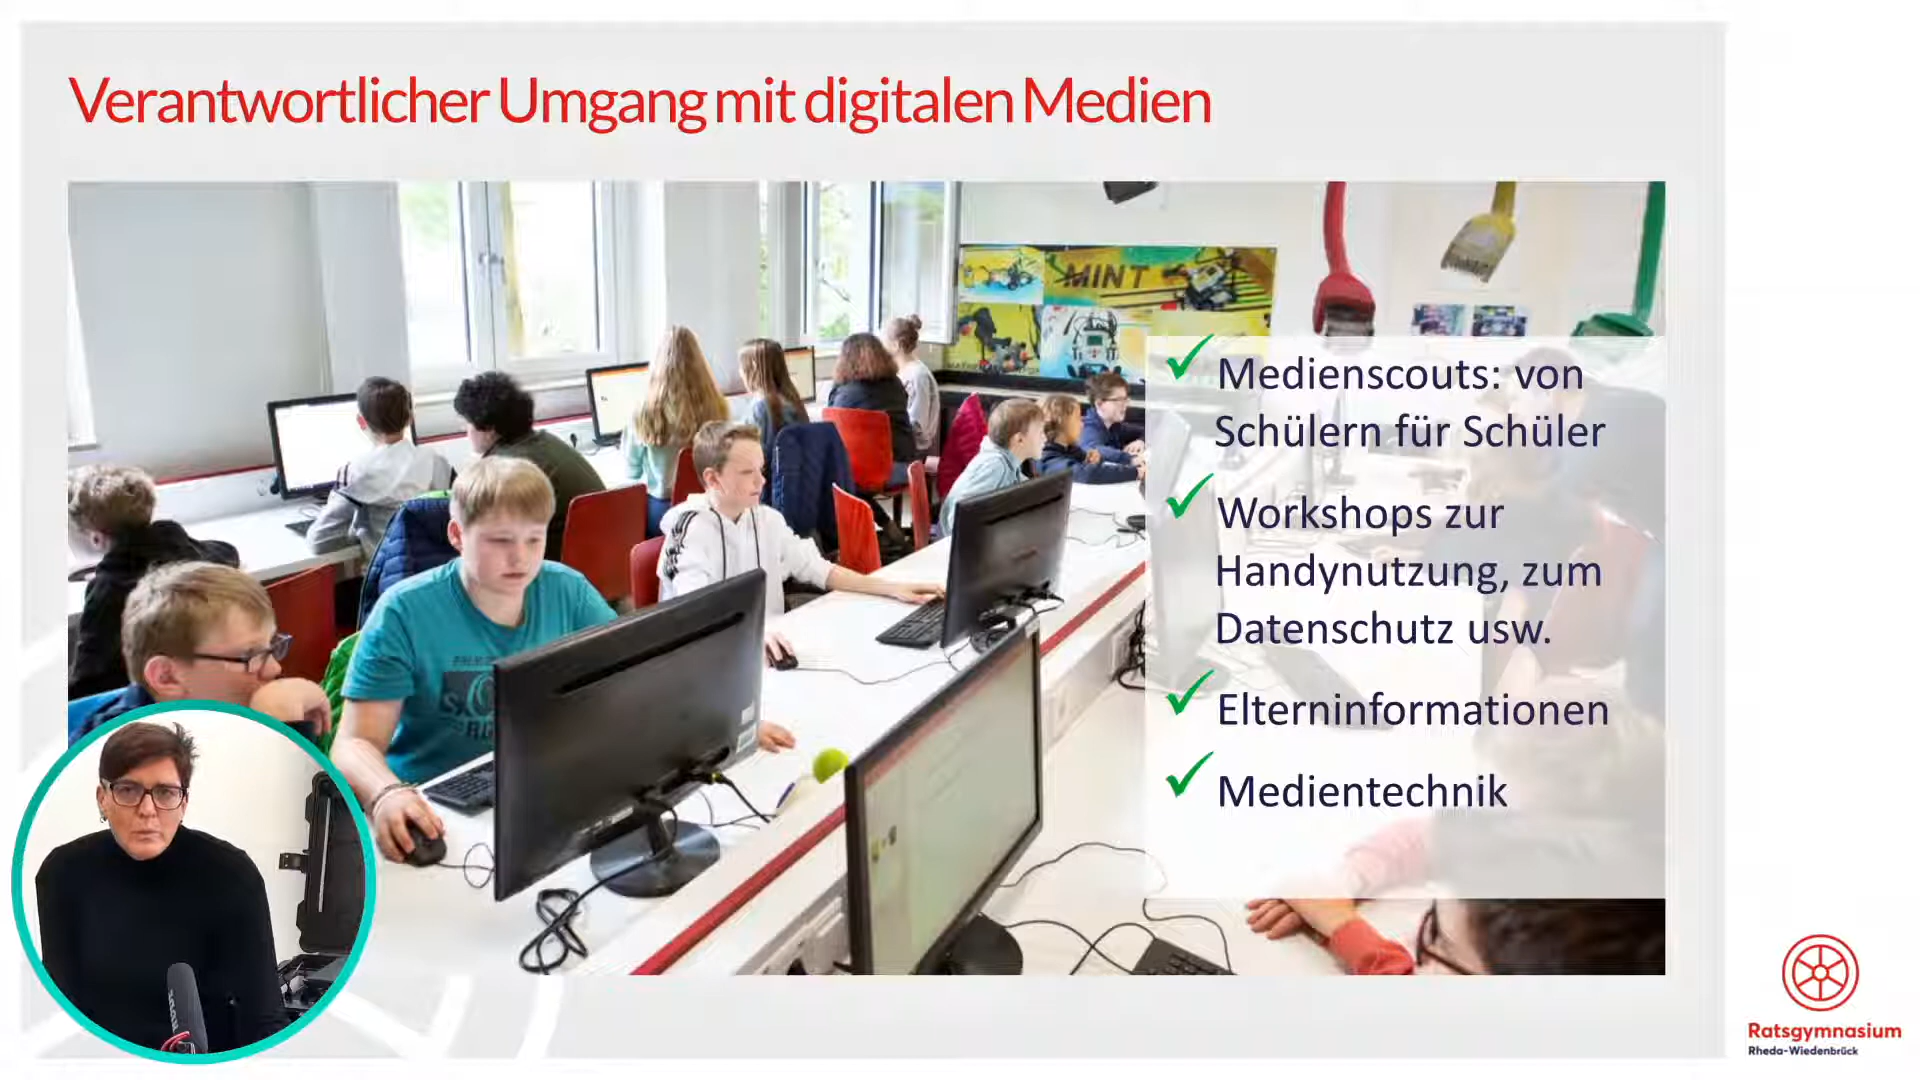 Verantwortlicher Umgang mit digitalen Medien
MINT
Medienscouts: von
Schülern für Schüler
Workshops zur
Handynutzung, zum
Datenschutz usw.
Elterninformationen
Medientechnik
Ratsgymnasium
Rheda-Wiedenbrück